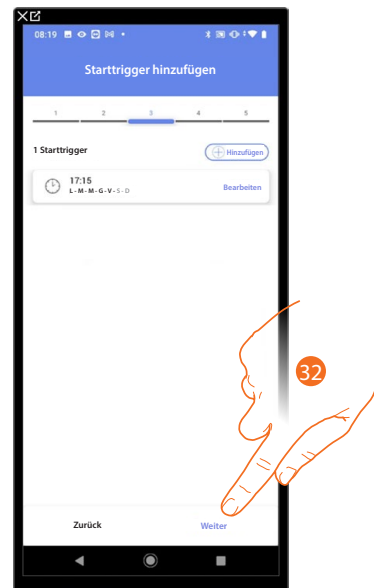 08:19
Starttrigger hinzufügen
1 2 3 4 5
1 Starttrigger
Hinzufügen
17:15
L - M - M - G - V - S - D
Bearbeiten
32
Zurück
Weiter